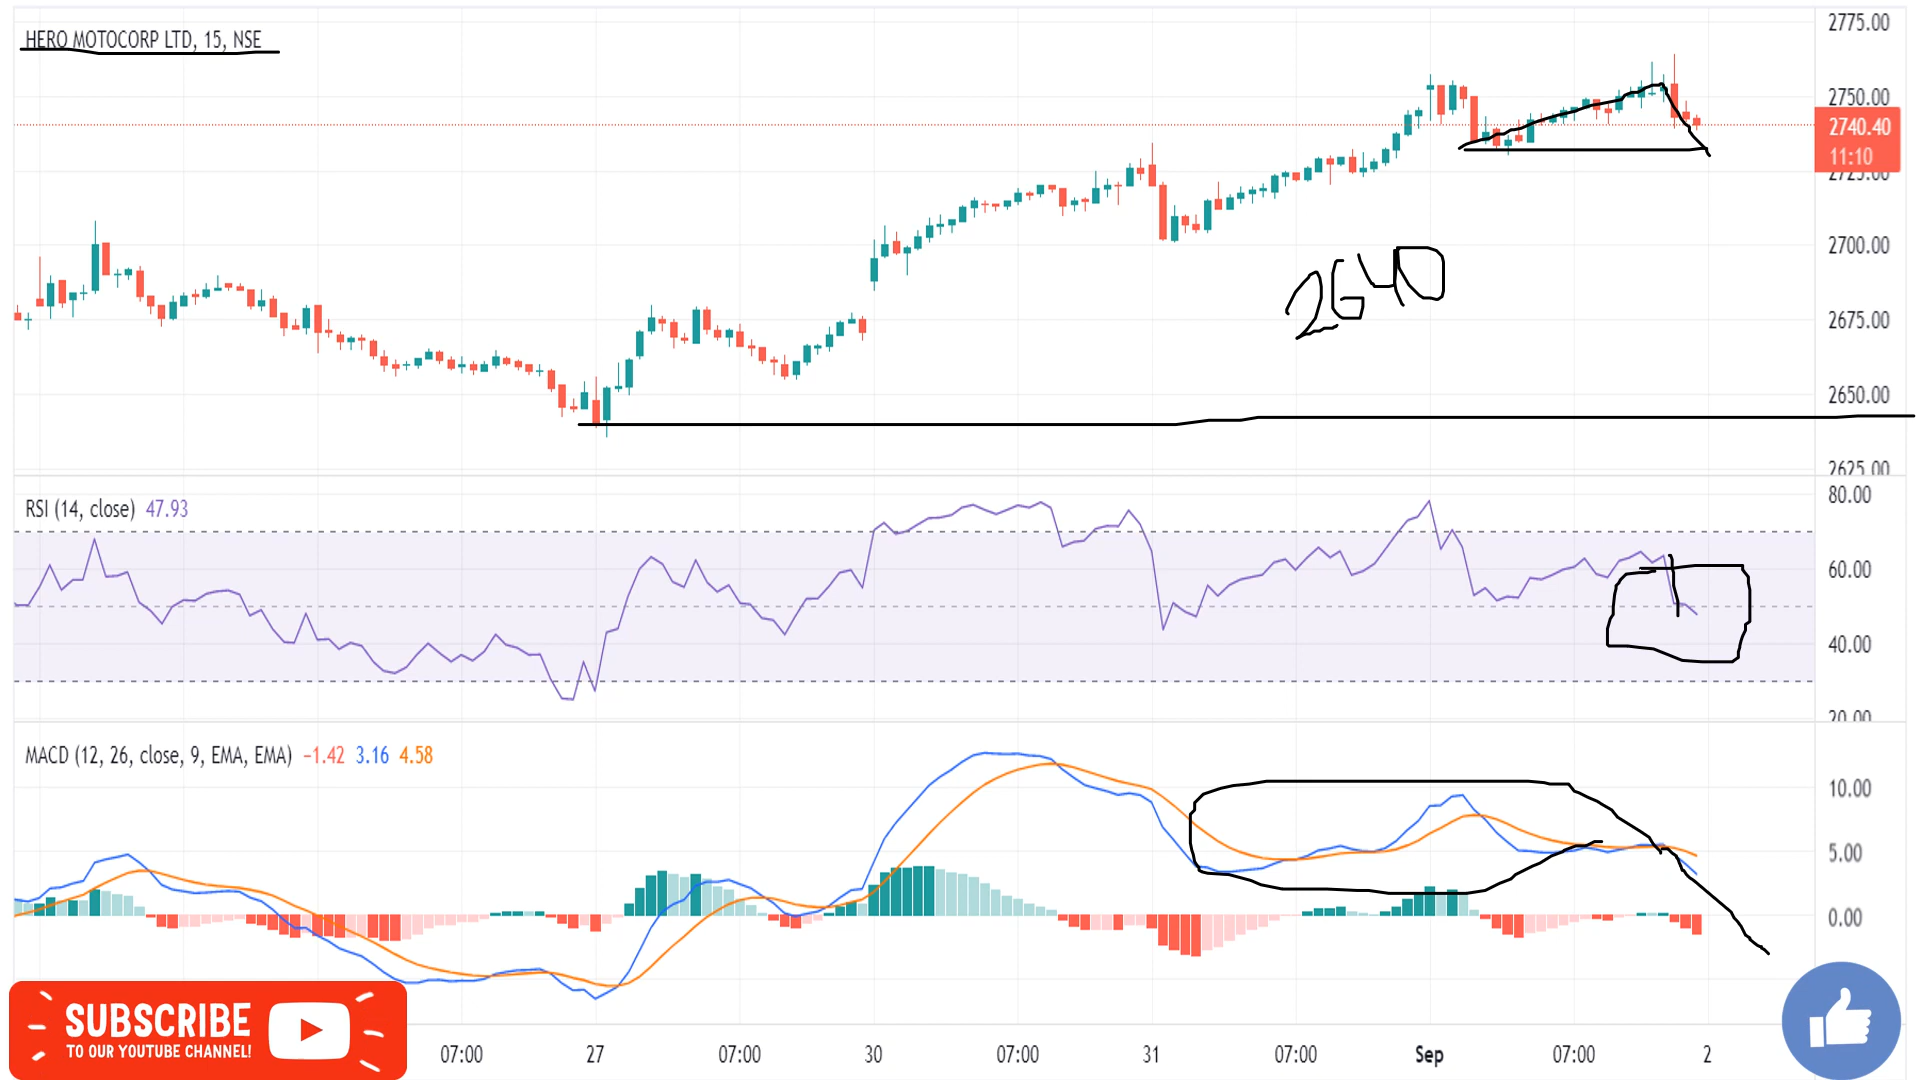 HERO MOTOCORP LTD, 15, NSE
2775.00
2750.00
2740.40
11:10
2725.00
2700.00
2640
2675.00
2650.00
2625.00
RSI (14, close) 47.93
80.00
60.00
40.00
20.00
MACD (12, 26, close, 9, EMA, EMA) −1.42 3.16 4.58
10.00
5.00
0.00
SUBSCRIBE
TO OUR YOUTUBE CHANNEL!
07:00 27 07:00 30 07:00 31 07:00 Sep 07:00 2